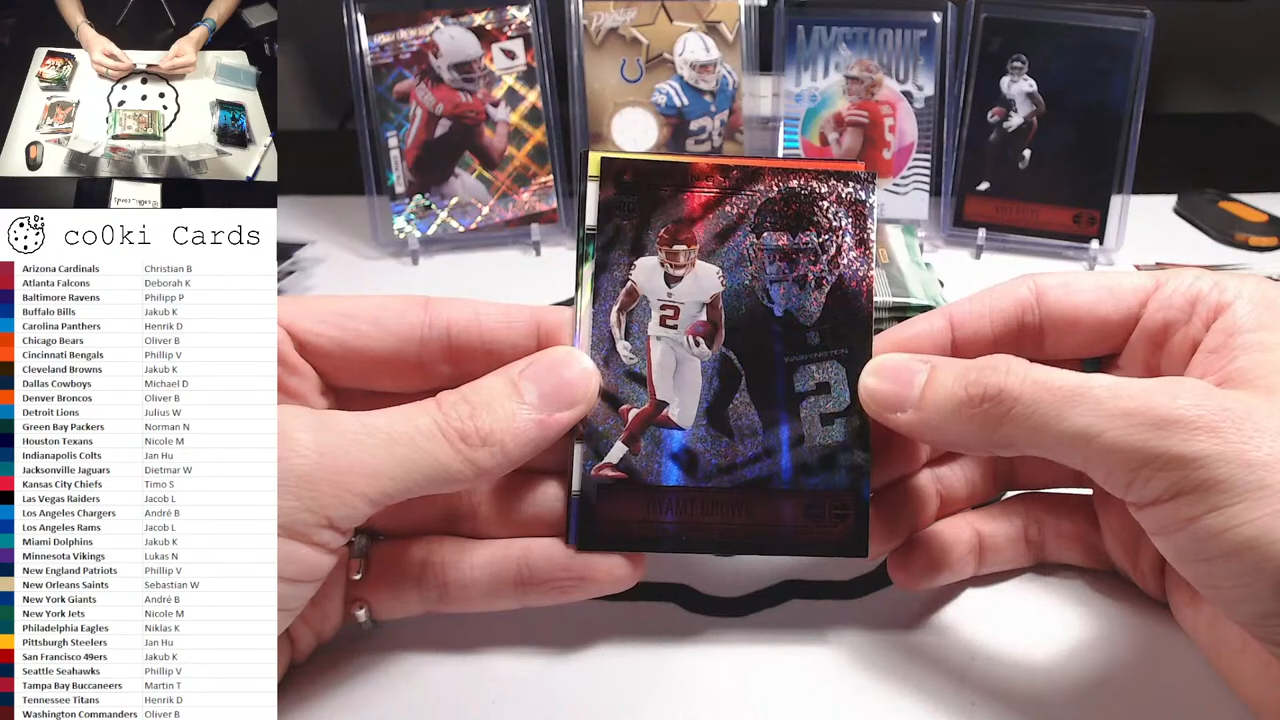 co0ki Cards
Arizona Cardinals Christian B
Atlanta Falcons Deborah K
Baltimore Ravens Philipp P
Buffalo Bills Jakub K
Carolina Panthers Henrik D
Chicago Bears Oliver B
Cincinnati Bengals Phillip V
Cleveland Browns Jakub K
Dallas Cowboys Michael D
Denver Broncos Oliver B
Detroit Lions Julius W
Green Bay Packers Norman N
Houston Texans Nicole M
Indianapolis Colts Jan Hu
Jacksonville Jaguars Dietmar W
Kansas City Chiefs Timo S
Las Vegas Raiders Jacob L
Los Angeles Chargers André B
Los Angeles Rams Jacob L
Miami Dolphins Jakub K
Minnesota Vikings Lukas N
New England Patriots Phillip V
New Orleans Saints Sebastian W
New York Giants André B
New York Jets Nicole M
Philadelphia Eagles Niklas K
Pittsburgh Steelers Jan Hu
San Francisco 49ers Jakub K
Seattle Seahawks Phillip V
Tampa Bay Buccaneers Martin T
Tennessee Titans Henrik D
Washington Commanders Oliver B
Prestige
28
MYSTIQUE
5
RC
2
WASHINGTON
2
DYAMI BROWN